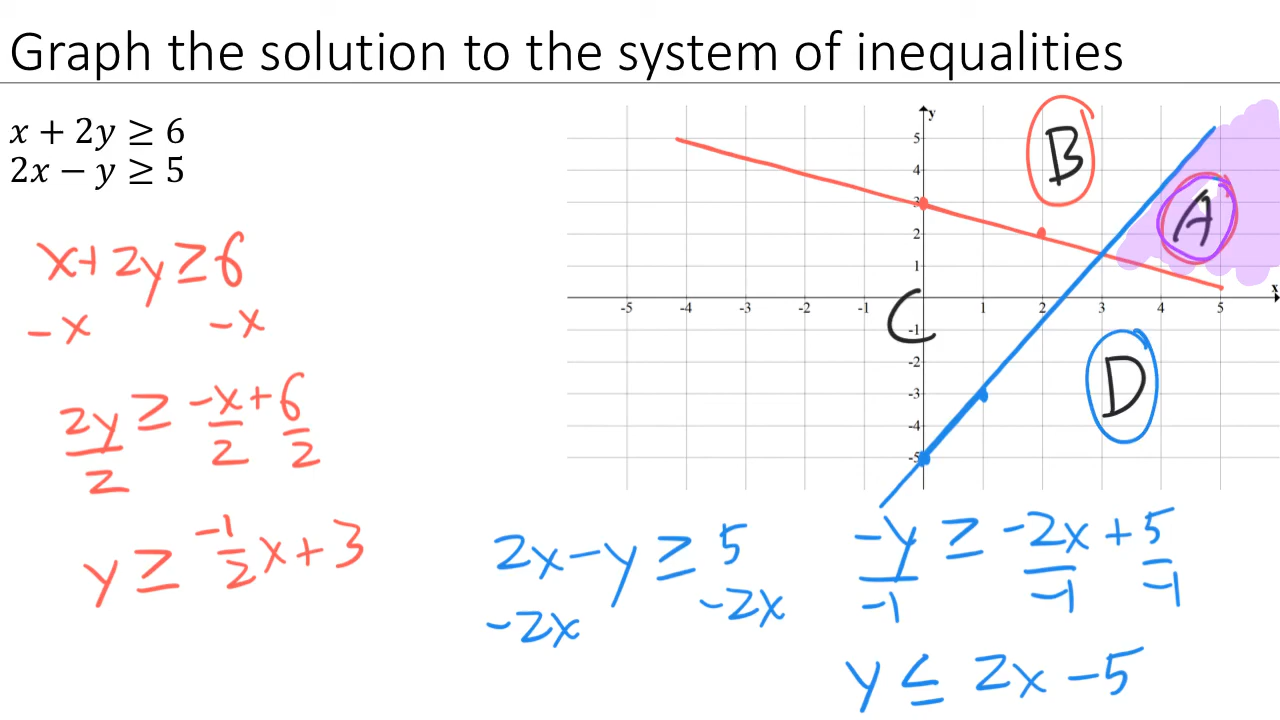 Graph the solution to the system of inequalities
x + 2y ≥ 6
2x − y ≥ 5
x+2y≥6
-x -x
2y/2 ≥ -x/2 + 6/2
y ≥ -1/2 x + 3
y
5
4
3
2
1
-5 -4 -3 -2 -1 1 2 3 4 5 x
-1
-2
-3
-4
-5
B
A
C
D
2x-y ≥ 5
-2x -2x
-y/-1 ≥ -2x/-1 + 5/-1
y ≤ 2x -5